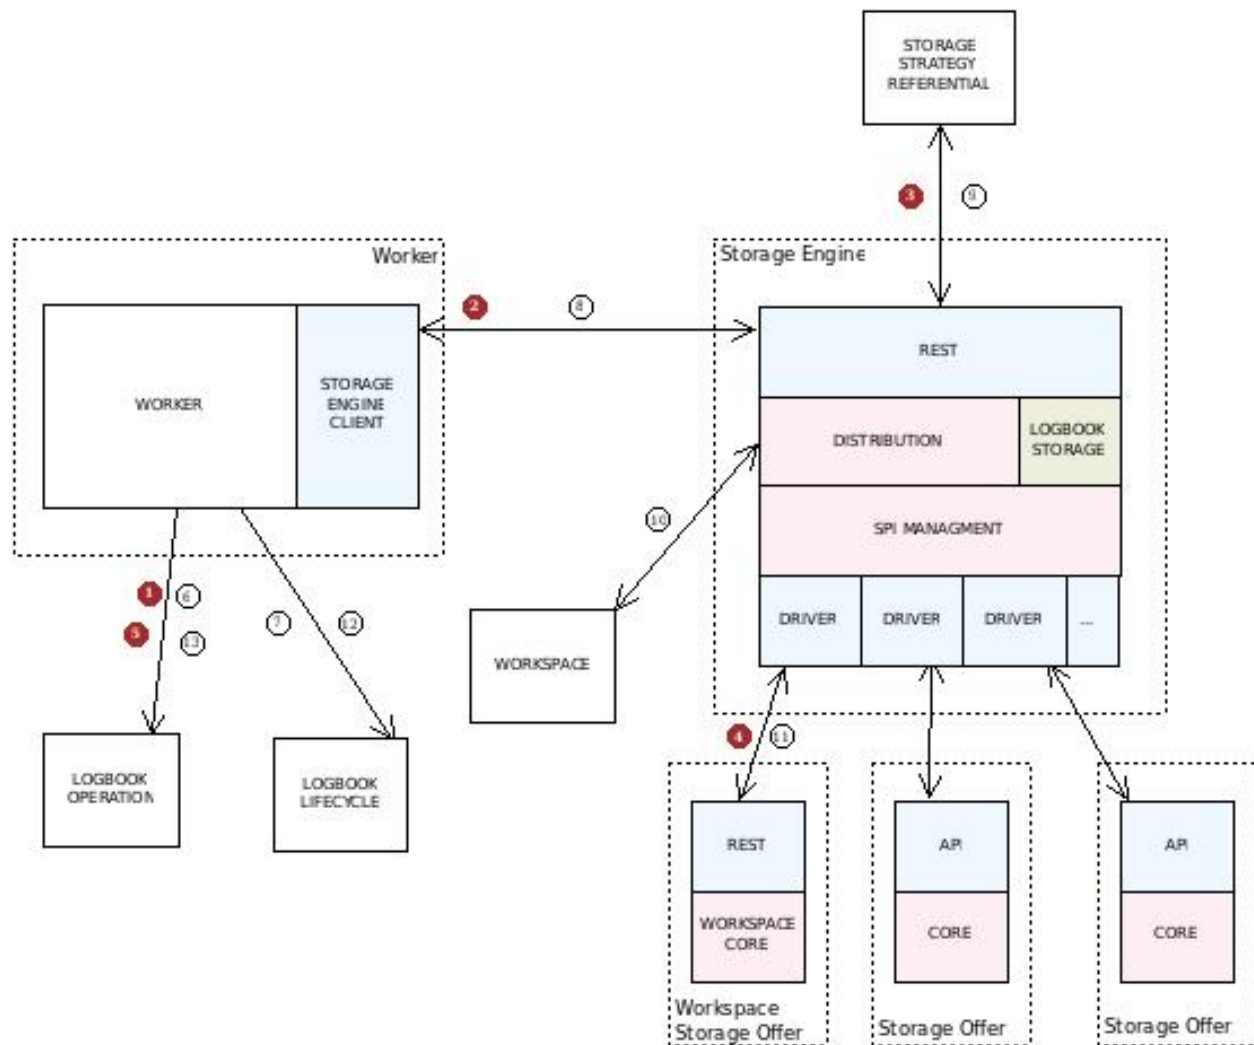 STORAGE
STRATEGY
REFERENTIAL
3
9
Worker
Storage Engine
2
8
REST
WORKER
STORAGE
ENGINE
CLIENT
DISTRIBUTION
LOGBOOK
STORAGE
10
SPI MANAGMENT
1
6
5
13
7
12
DRIVER
DRIVER
DRIVER
...
WORKSPACE
4
11
LOGBOOK
OPERATION
LOGBOOK
LIFECYCLE
REST
API
API
WORKSPACE
CORE
CORE
CORE
Workspace
Storage Offer
Storage Offer
Storage Offer